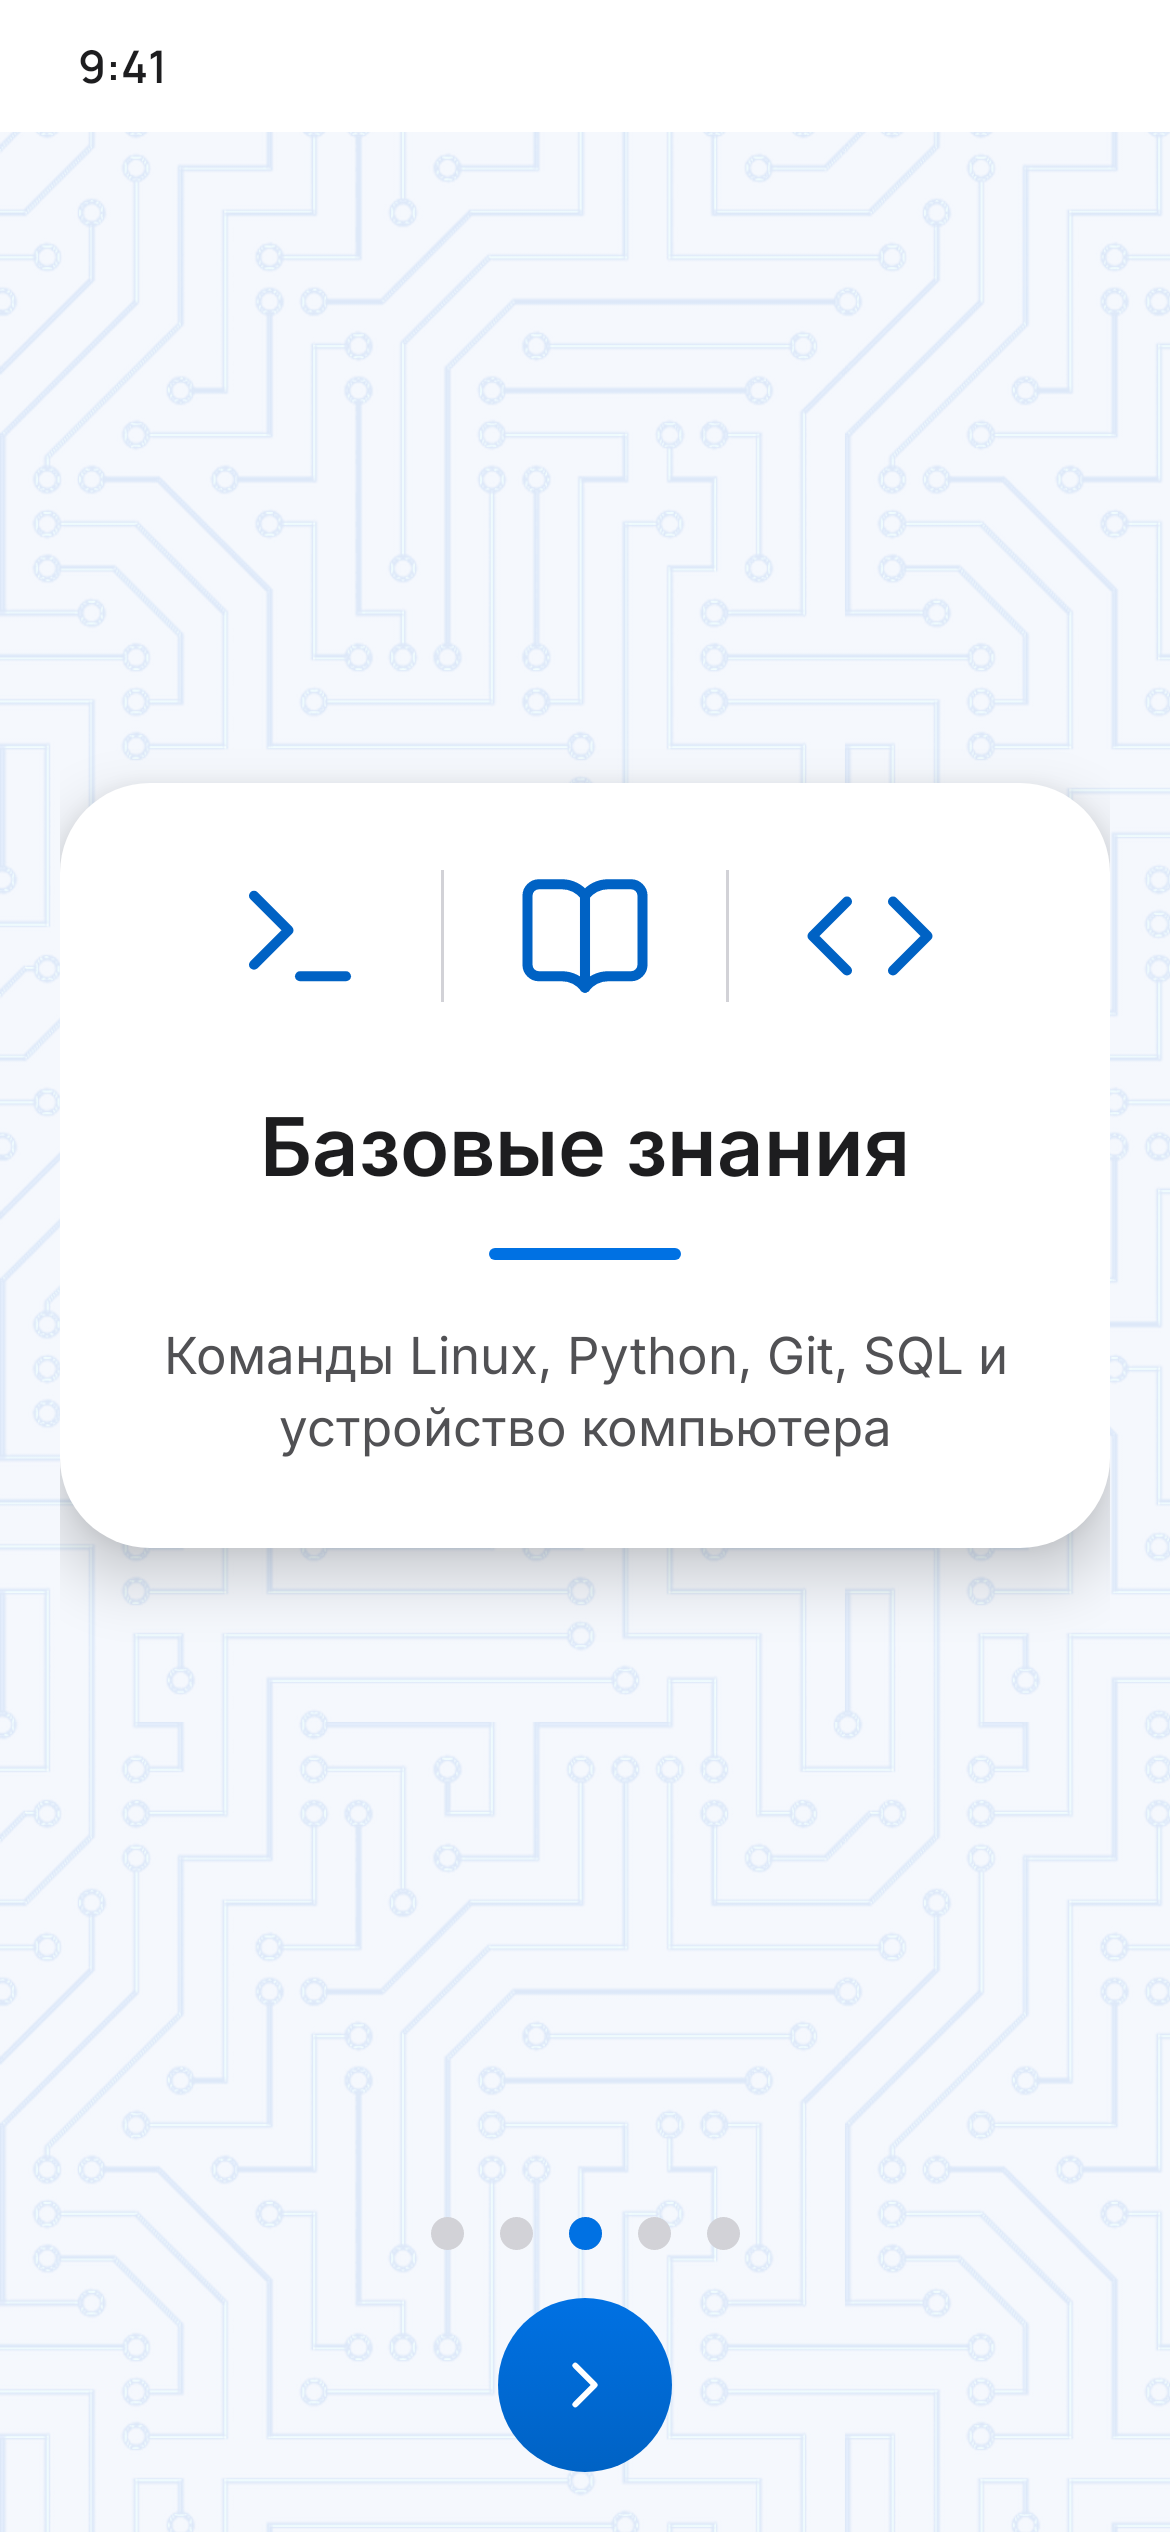 9:41
Базовые знания
Команды Linux, Python, Git, SQL и
устройство компьютера